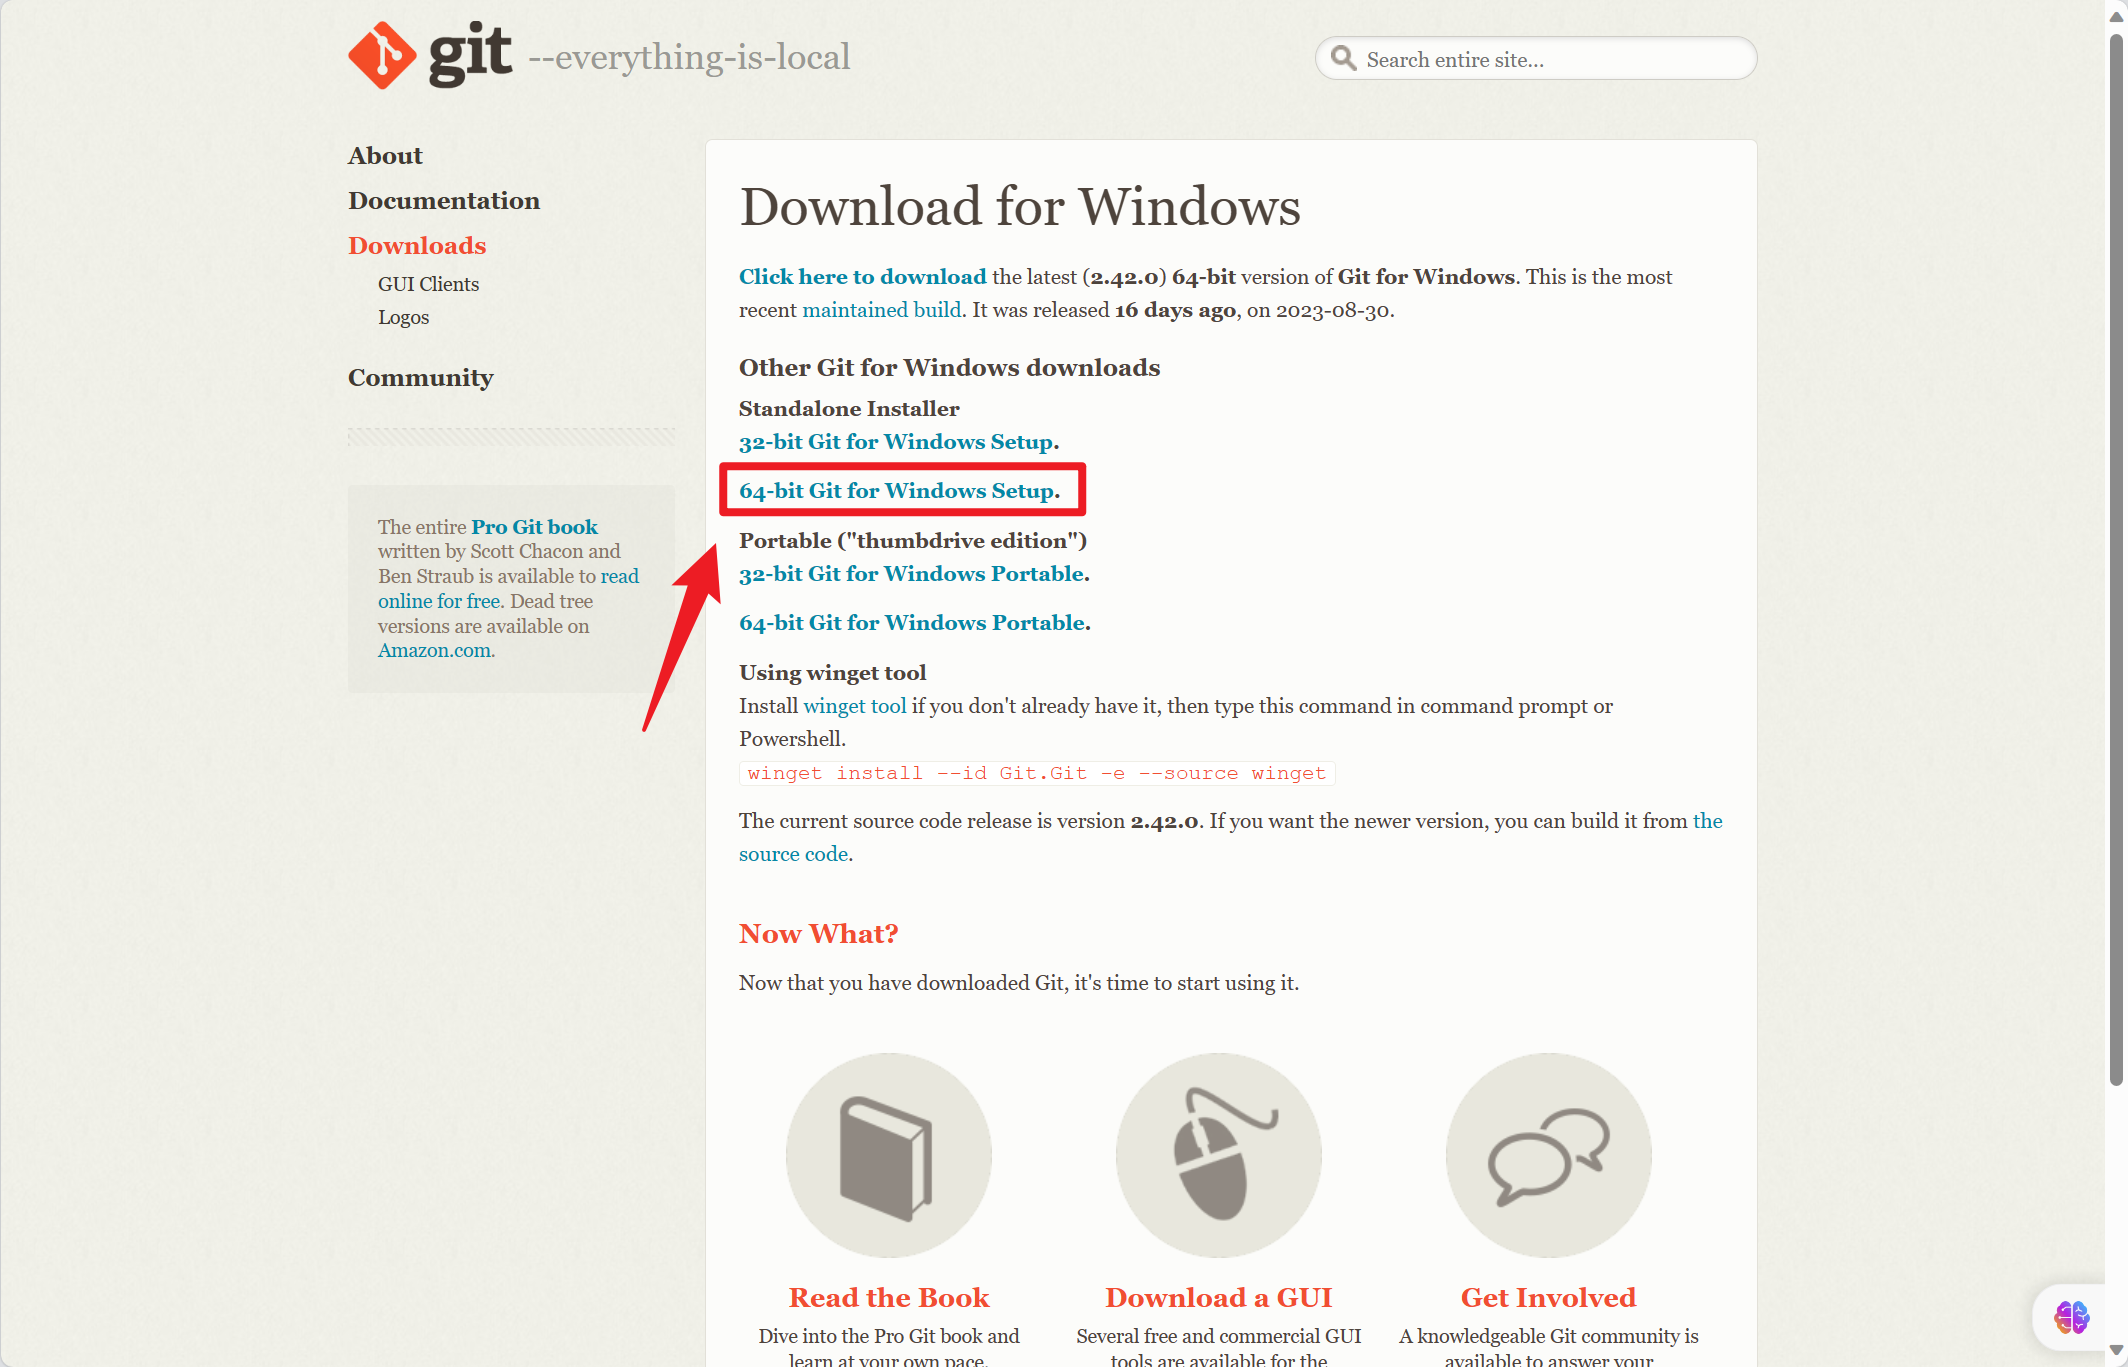 git --everything-is-local
Search entire site...
About
Documentation
Downloads
GUI Clients
Logos
Community
The entire Pro Git book
written by Scott Chacon and
Ben Straub is available to read
online for free. Dead tree
versions are available on
Amazon.com.
Download for Windows
Click here to download the latest (2.42.0) 64-bit version of Git for Windows. This is the most
recent maintained build. It was released 16 days ago, on 2023-08-30.
Other Git for Windows downloads
Standalone Installer
32-bit Git for Windows Setup.
64-bit Git for Windows Setup.
Portable ("thumbdrive edition")
32-bit Git for Windows Portable.
64-bit Git for Windows Portable.
Using winget tool
Install winget tool if you don't already have it, then type this command in command prompt or
Powershell.
winget install --id Git.Git -e --source winget
The current source code release is version 2.42.0. If you want the newer version, you can build it from the
source code.
Now What?
Now that you have downloaded Git, it's time to start using it.
Read the Book
Dive into the Pro Git book and
learn at your own pace.
Download a GUI
Several free and commercial GUI
tools are available for the
Get Involved
A knowledgeable Git community is
available to answer your